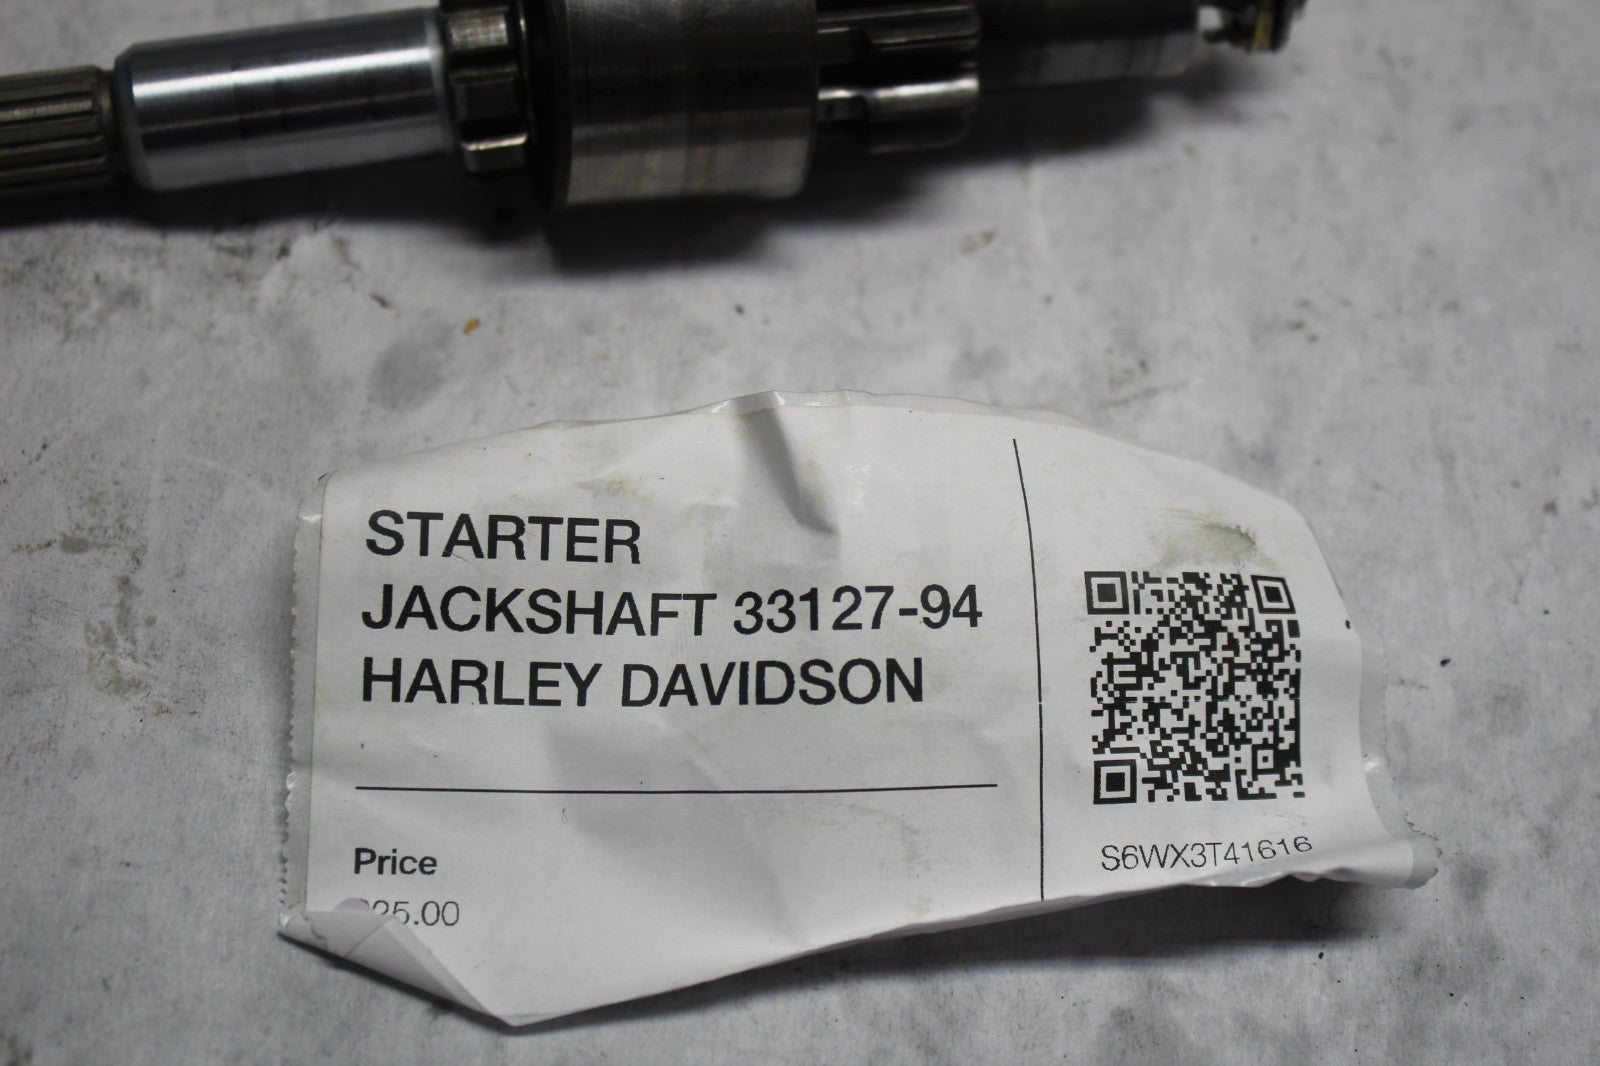 STARTER
JACKSHAFT 33127-94
HARLEY DAVIDSON
Price
S6WX3T41616